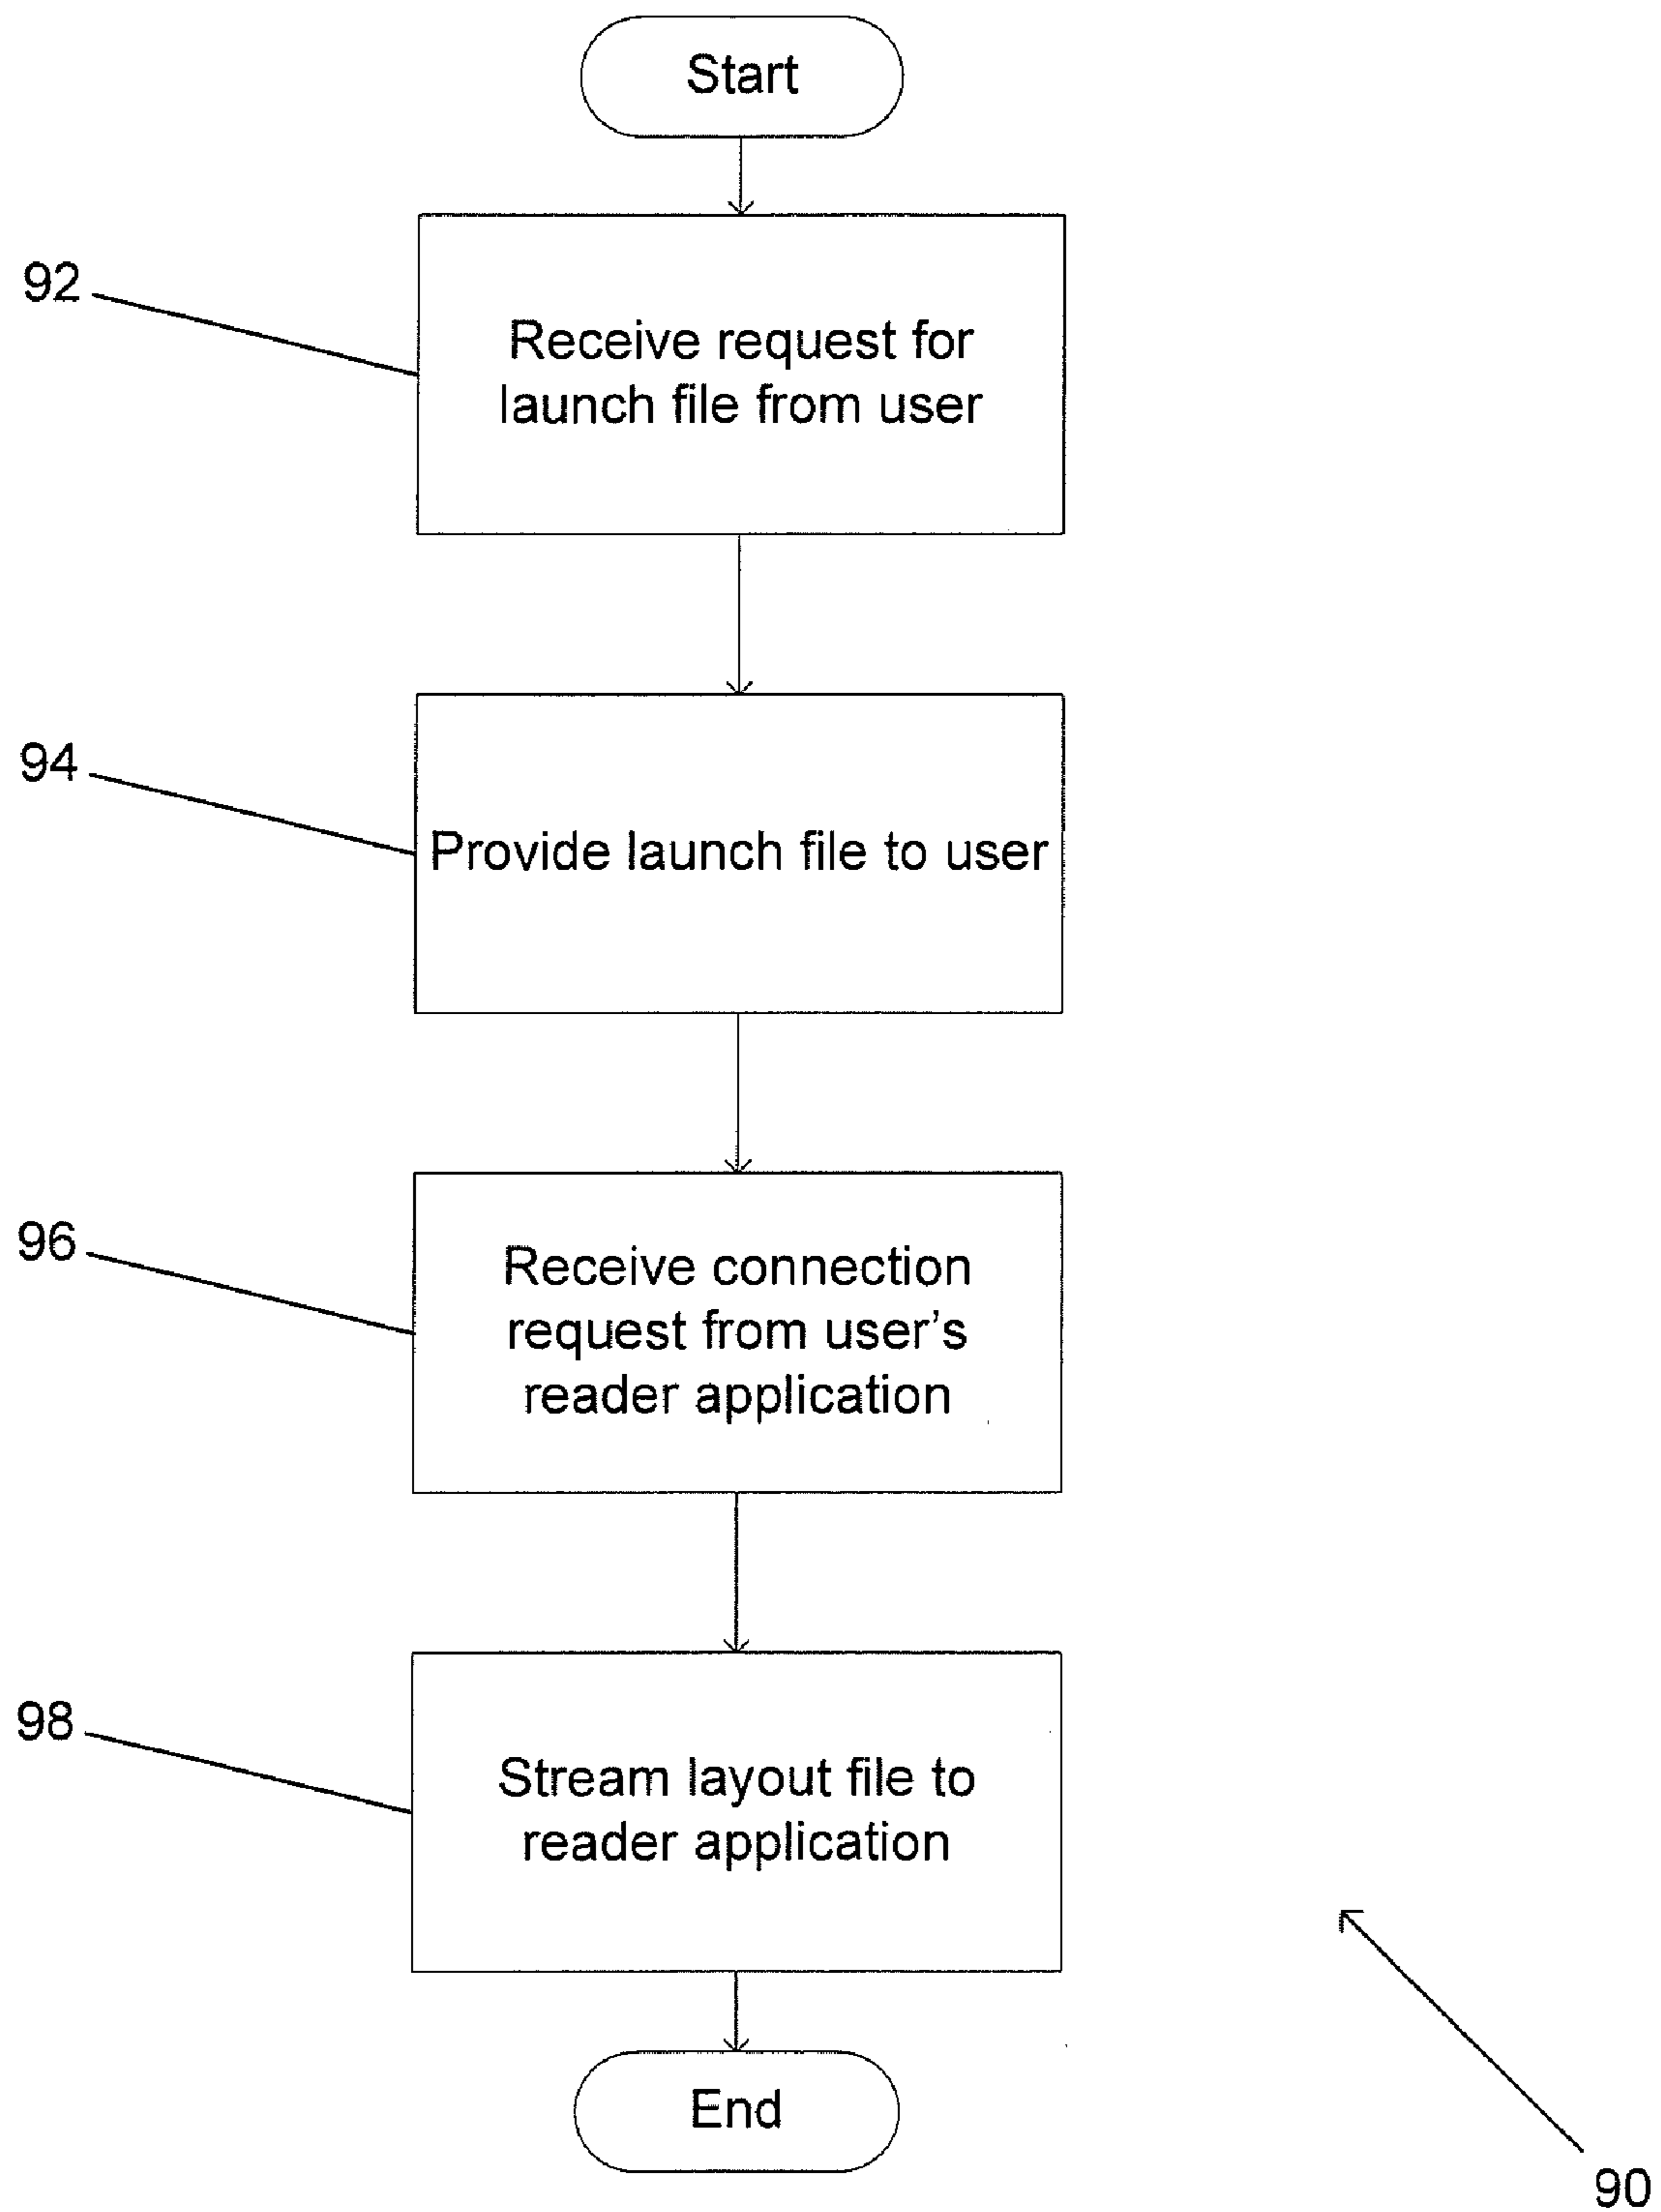 Start
92
Receive request for
launch file from user
94
Provide launch file to user
96
Receive connection
request from user's
reader application
98
Stream layout file to
reader application
End
90